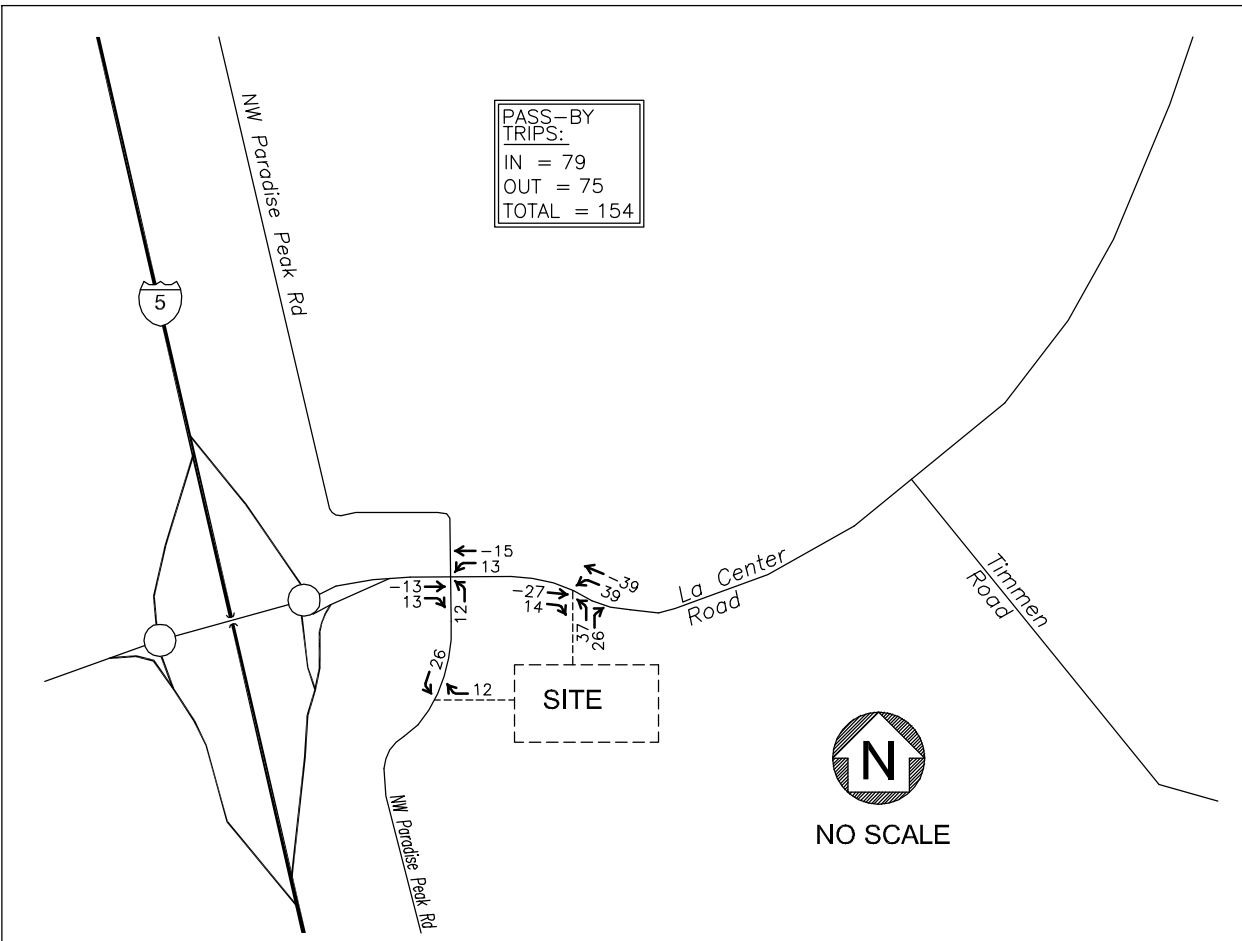 NW Paradise Peak Rd
PASS-BY
TRIPS:
IN = 79
OUT = 75
TOTAL = 154
5
-15
13
-13
13
12
-39
39
-27
14
37
26
La Center
Road
Timmen
Road
26
12
SITE
N
NO SCALE
NW Paradise Peak Rd